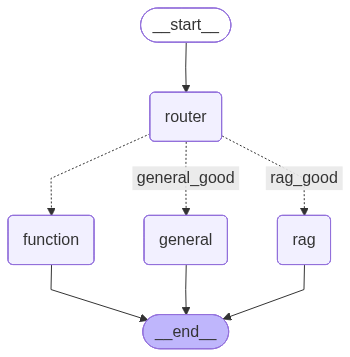 __start__
router
general_good
rag_good
function
general
rag
__end__